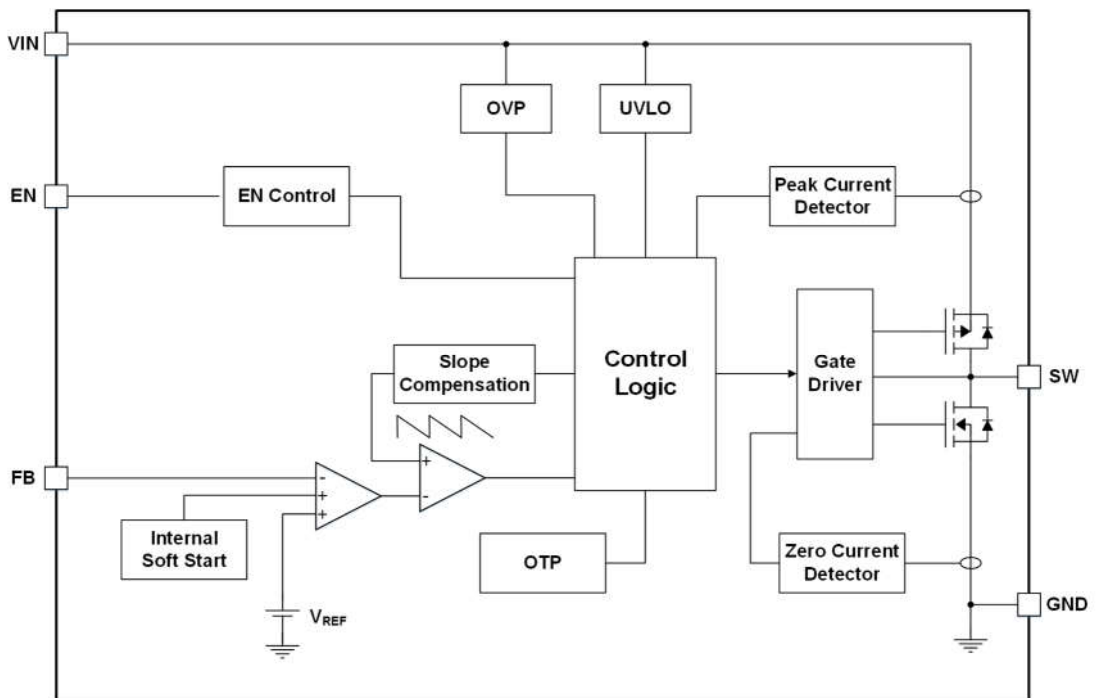 VIN
OVP
UVLO
EN
EN Control
Peak Current
Detector
Slope
Compensation
Control
Logic
Gate
Driver
SW
FB
-
+
+
+
-
Internal
Soft Start
OTP
Zero Current
Detector
VREF
GND